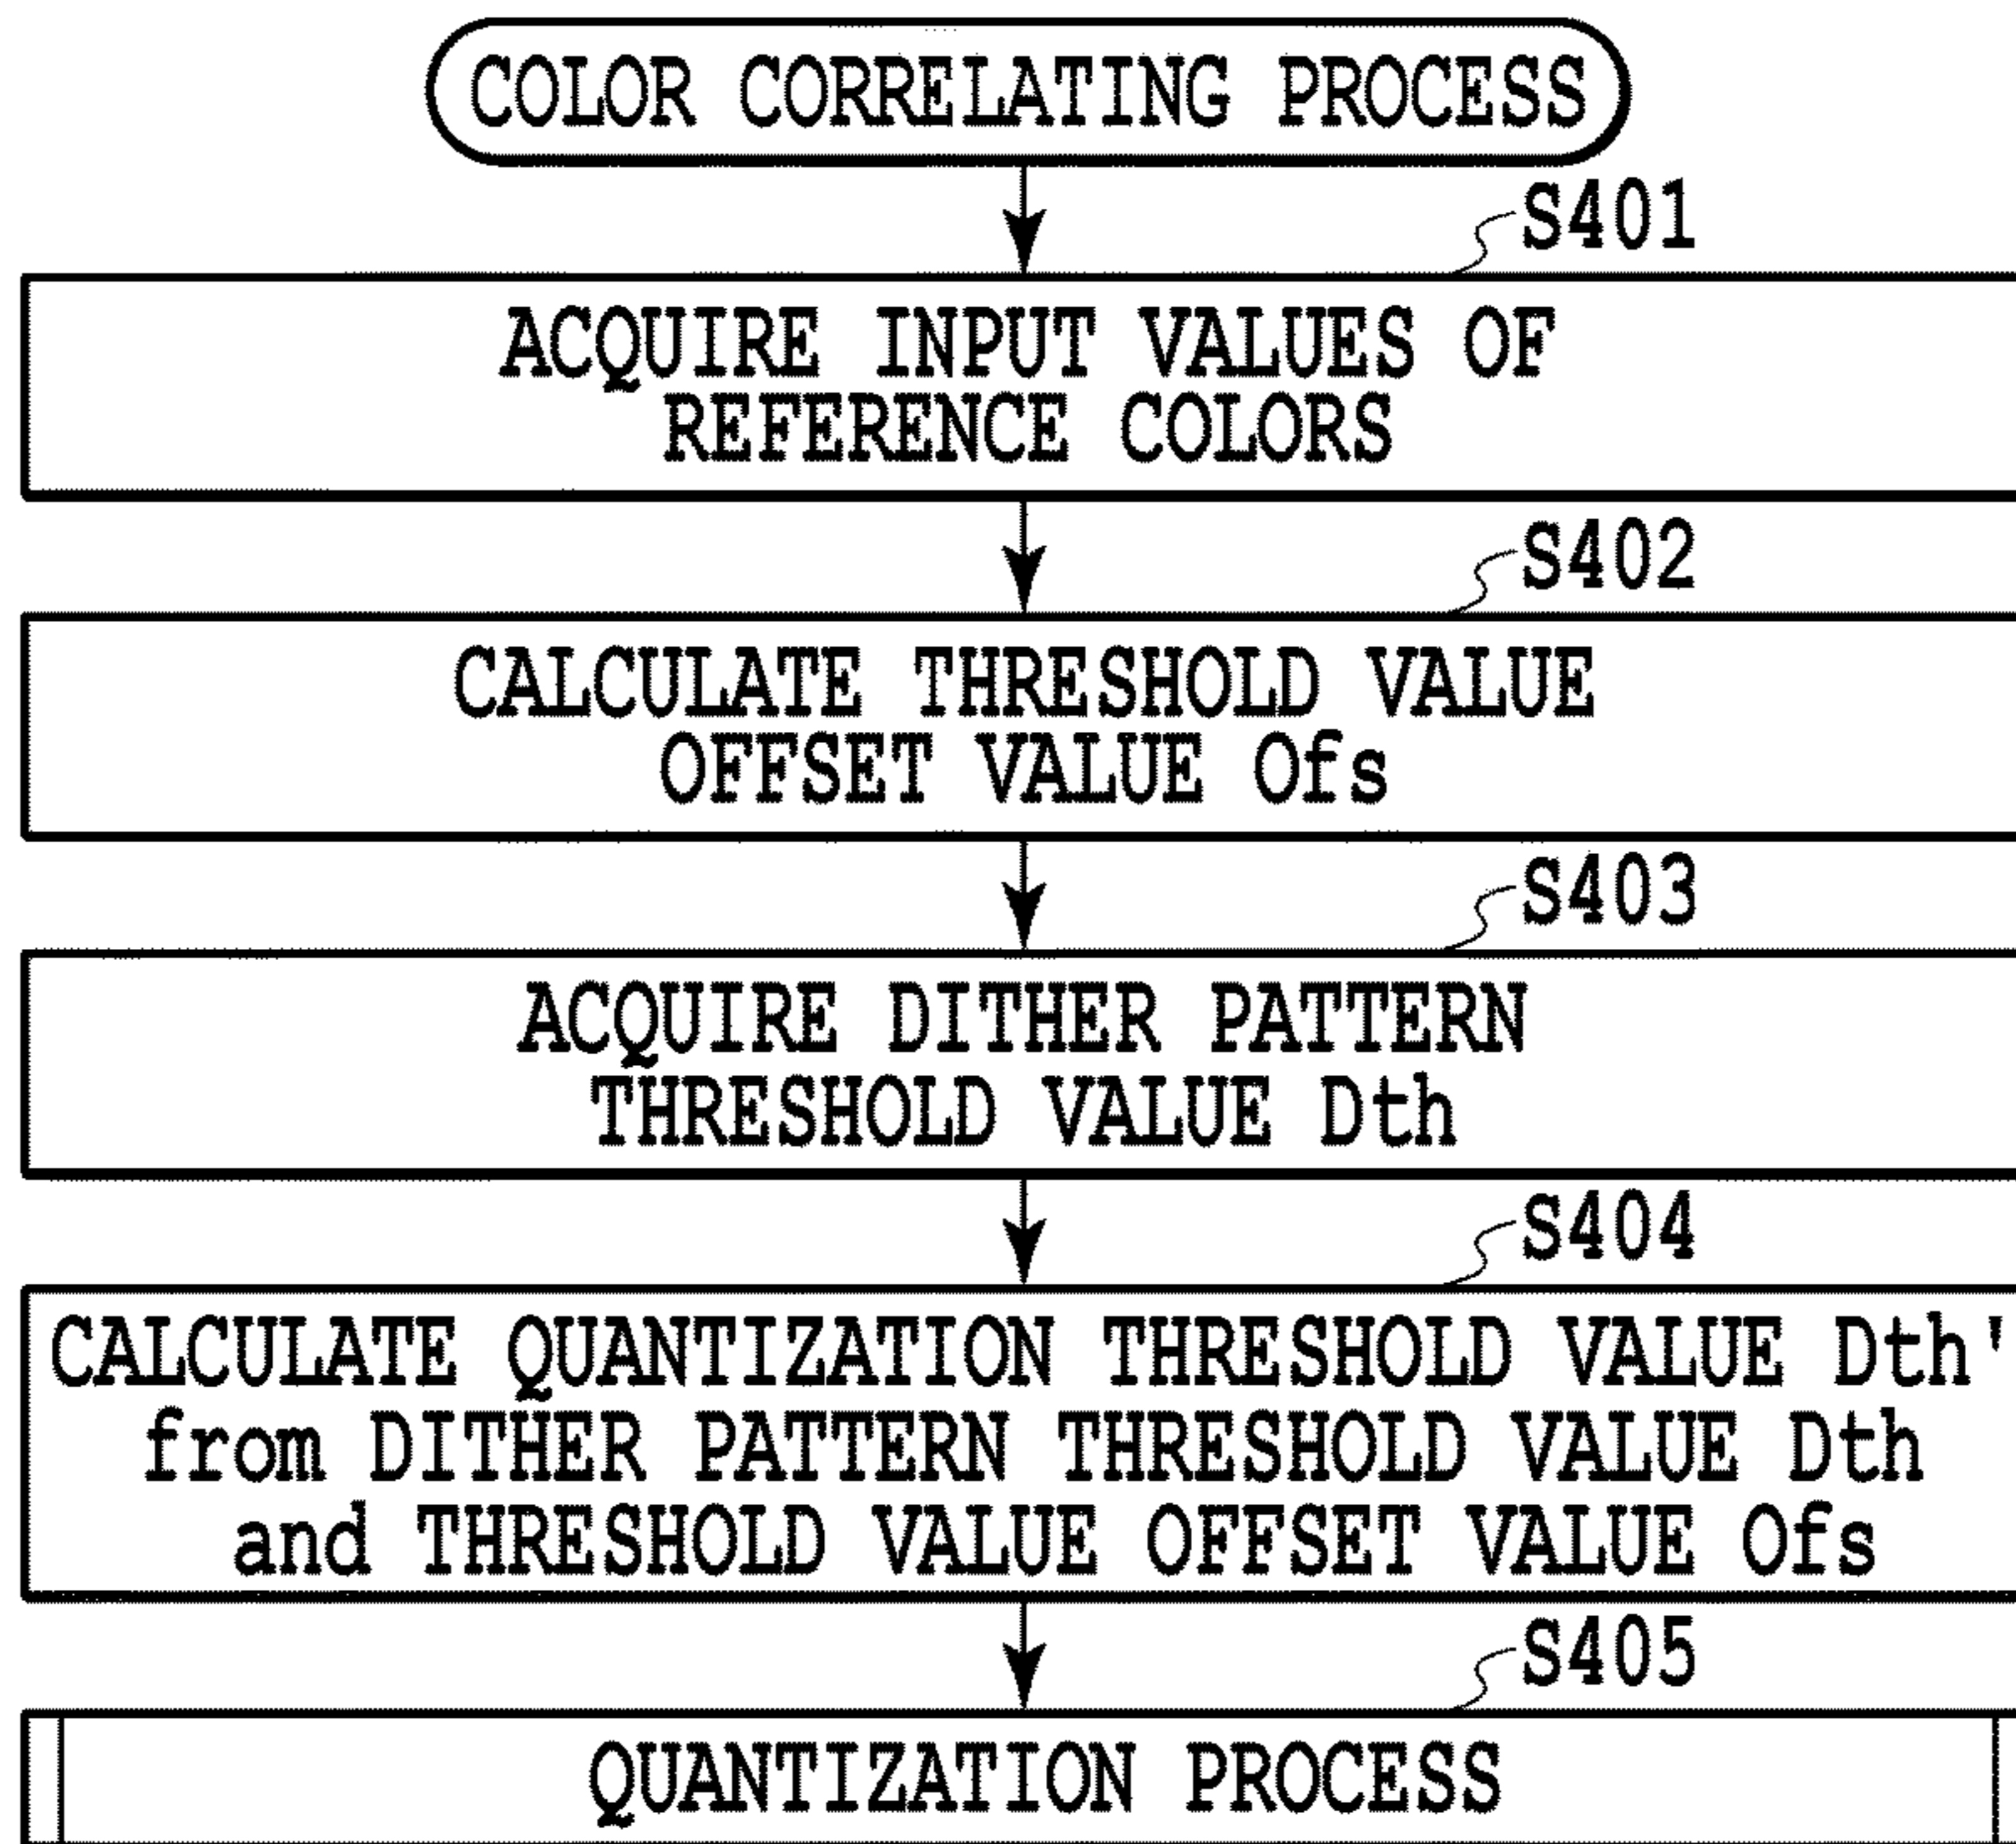 COLOR CORRELATING PROCESS
S401
ACQUIRE INPUT VALUES OF
REFERENCE COLORS
S402
CALCULATE THRESHOLD VALUE
OFFSET VALUE Ofs
S403
ACQUIRE DITHER PATTERN
THRESHOLD VALUE Dth
S404
CALCULATE QUANTIZATION THRESHOLD VALUE Dth'
from DITHER PATTERN THRESHOLD VALUE Dth
and THRESHOLD VALUE OFFSET VALUE Ofs
S405
QUANTIZATION PROCESS